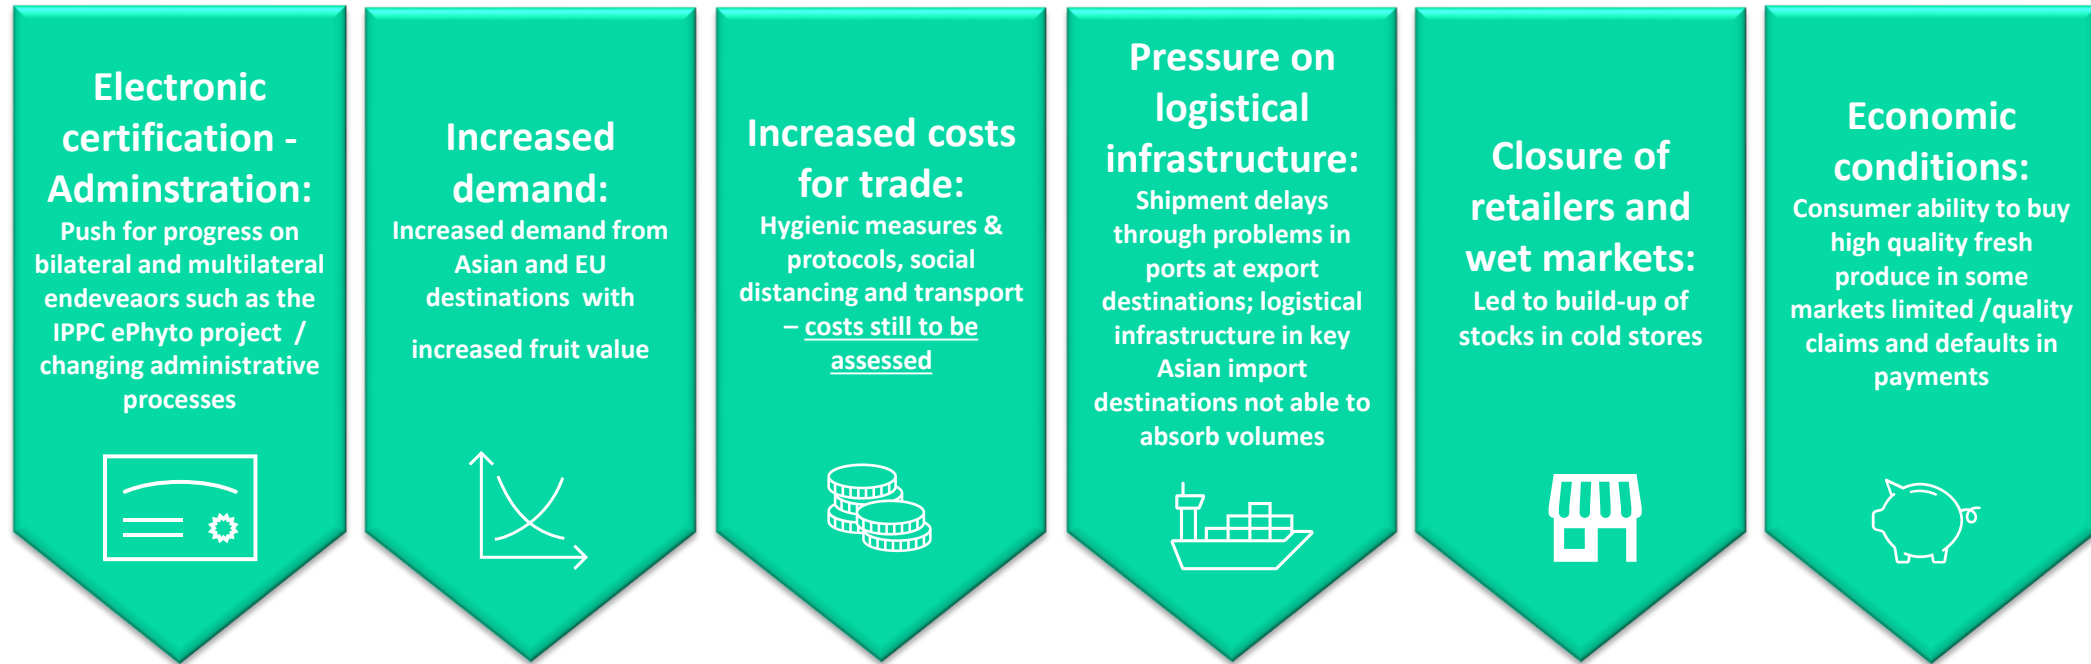 Electronic
certification -
Adminstration:
Push for progress on
bilateral and multilateral
endeveaors such as the
IPPC ePhyto project  /
changing administrative
processes
Increased
demand:
Increased demand from
Asian and EU
destinations  with
increased fruit value
Increased costs
for trade:
Hygienic measures &
protocols, social
distancing and transport
– costs still to be
assessed
Pressure on
logistical
infrastructure:
Shipment delays
through problems in
ports at export
destinations; logistical
infrastructure in key
Asian import
destinations not able to
absorb volumes
Closure of
retailers and
wet markets:
Led to build-up of
stocks in cold stores
Economic
conditions:
Consumer ability to buy
high quality fresh
produce in some
markets limited /quality
claims and defaults in
payments